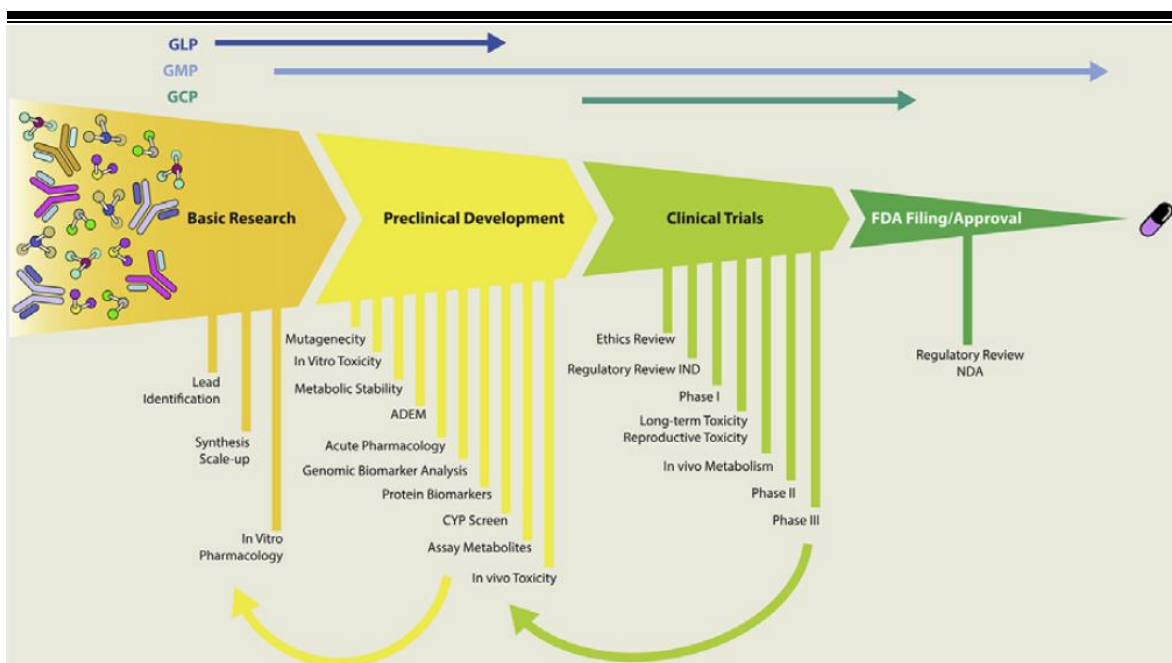 GLP
GMP
GCP
Basic Research
Preclinical Development
Clinical Trials
FDA Filing/Approval
Lead
Identification
Synthesis
Scale-up
In Vitro
Pharmacology
Mutagenecity
In Vitro Toxicity
Metabolic Stability
ADEM
Acute Pharmacology
Genomic Biomarker Analysis
Protein Biomarkers
CYP Screen
Assay Metabolites
In vivo Toxicity
Ethics Review
Regulatory Review IND
Phase I
Long-term Toxicity
Reproductive Toxicity
In vivo Metabolism
Phase II
Phase III
Regulatory Review
NDA